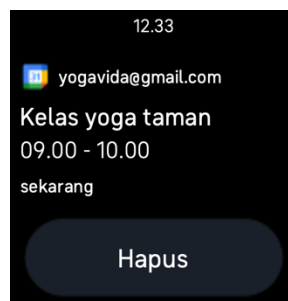 12.33
yogavida@gmail.com
Kelas yoga taman
09.00 - 10.00
sekarang
Hapus